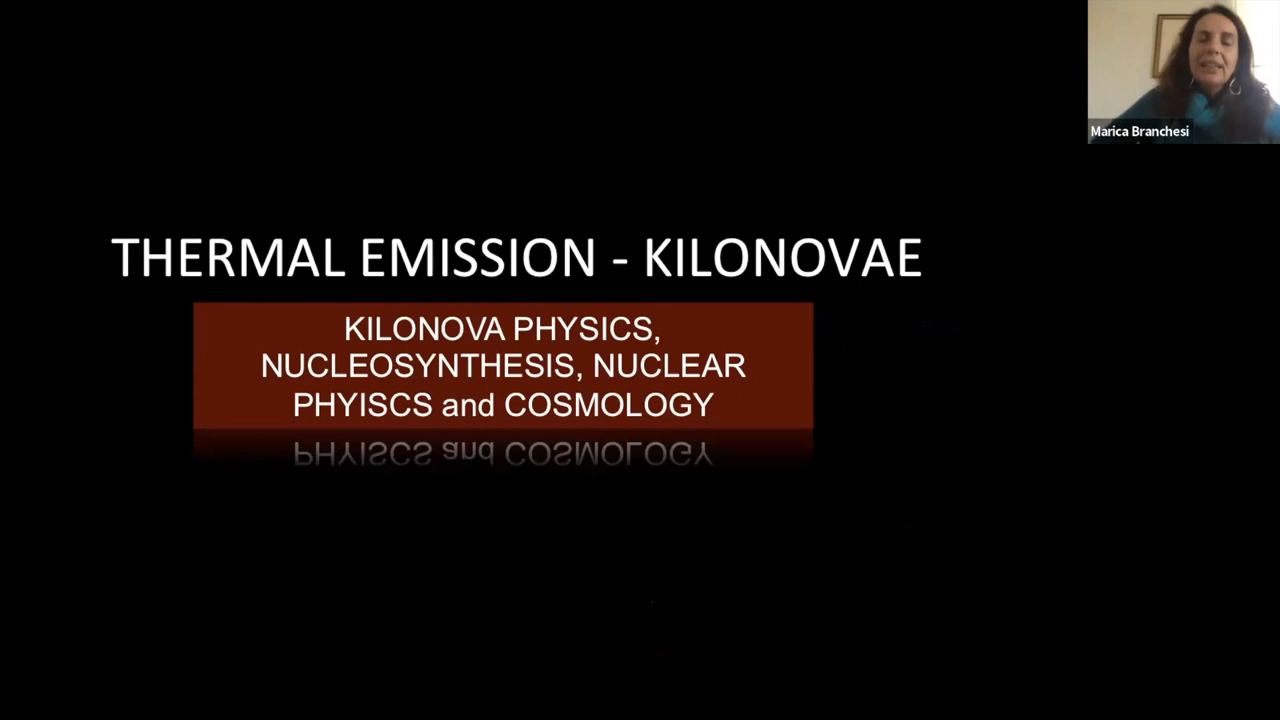 Marica Branchesi
THERMAL EMISSION - KILONOVAE
KILONOVA PHYSICS,
NUCLEOSYNTHESIS, NUCLEAR
PHYISCS and COSMOLOGY